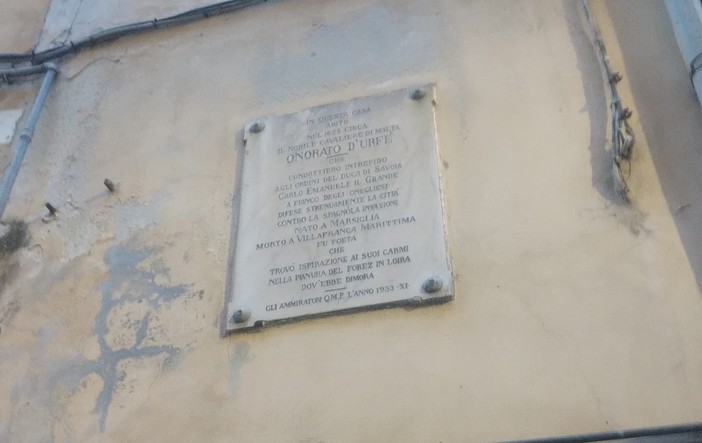 IN QUESTA CASA
ABITÒ
NEL 1625 CIRCA
IL NOBILE CAVALIERE DI MALTA
ONORATO D'URFÈ
CHE
CONDOTTIERO INTREPIDO
AGLI ORDINI DEL DUCA DI SAVOIA
CARLO EMANUELE IL GRANDE
A FIANCO DEGLI ONEGLIESI
DIFESE STRENUAMENTE LA CITTÀ
CONTRO LA SPAGNOLA INVASIONE
NATO A MARSIGLIA
MORTO A VILLAFRANCA MARITTIMA
FU POETA
CHE
TROVÒ ISPIRAZIONE AI SUOI CARMI
NELLA PIANURA DEL FOREZ IN LOIRA
DOV'EBBE DIMORA
GLI AMMIRATORI Q.M.P. L'ANNO 1933-XI